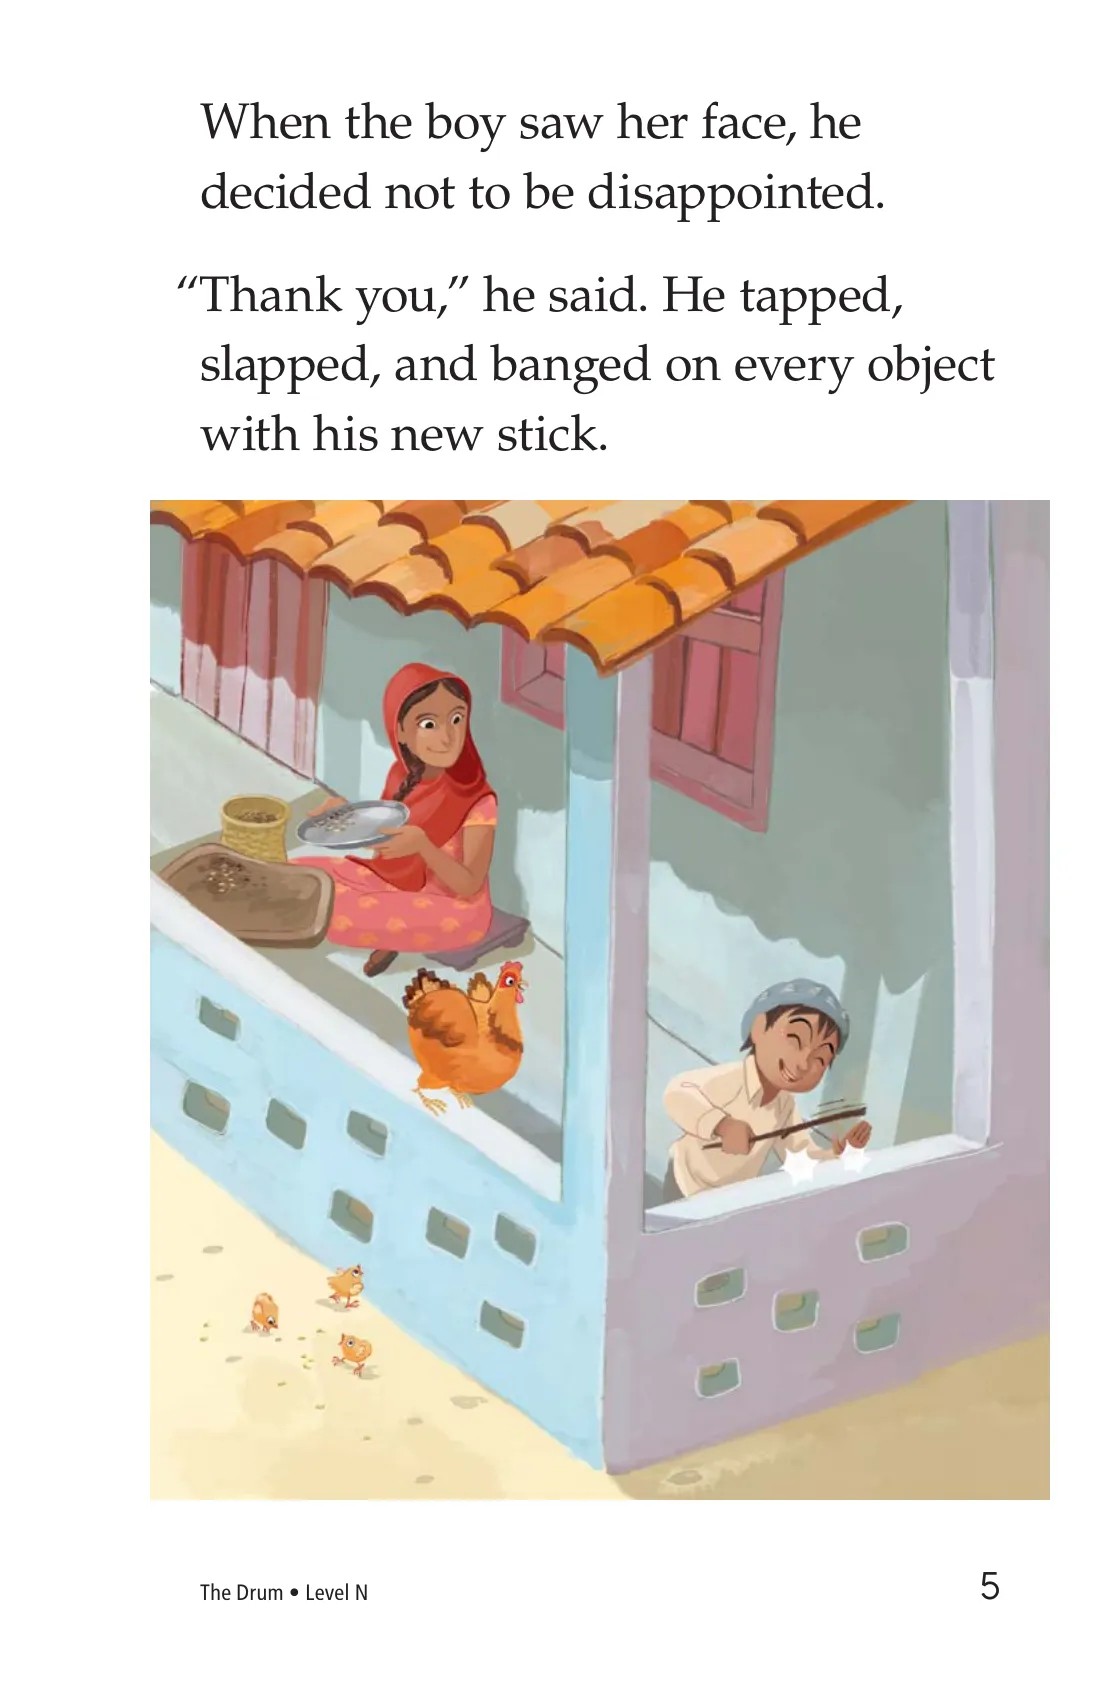 When the boy saw her face, he
decided not to be disappointed.
“Thank you,” he said. He tapped,
slapped, and banged on every object
with his new stick.
The Drum • Level N
5